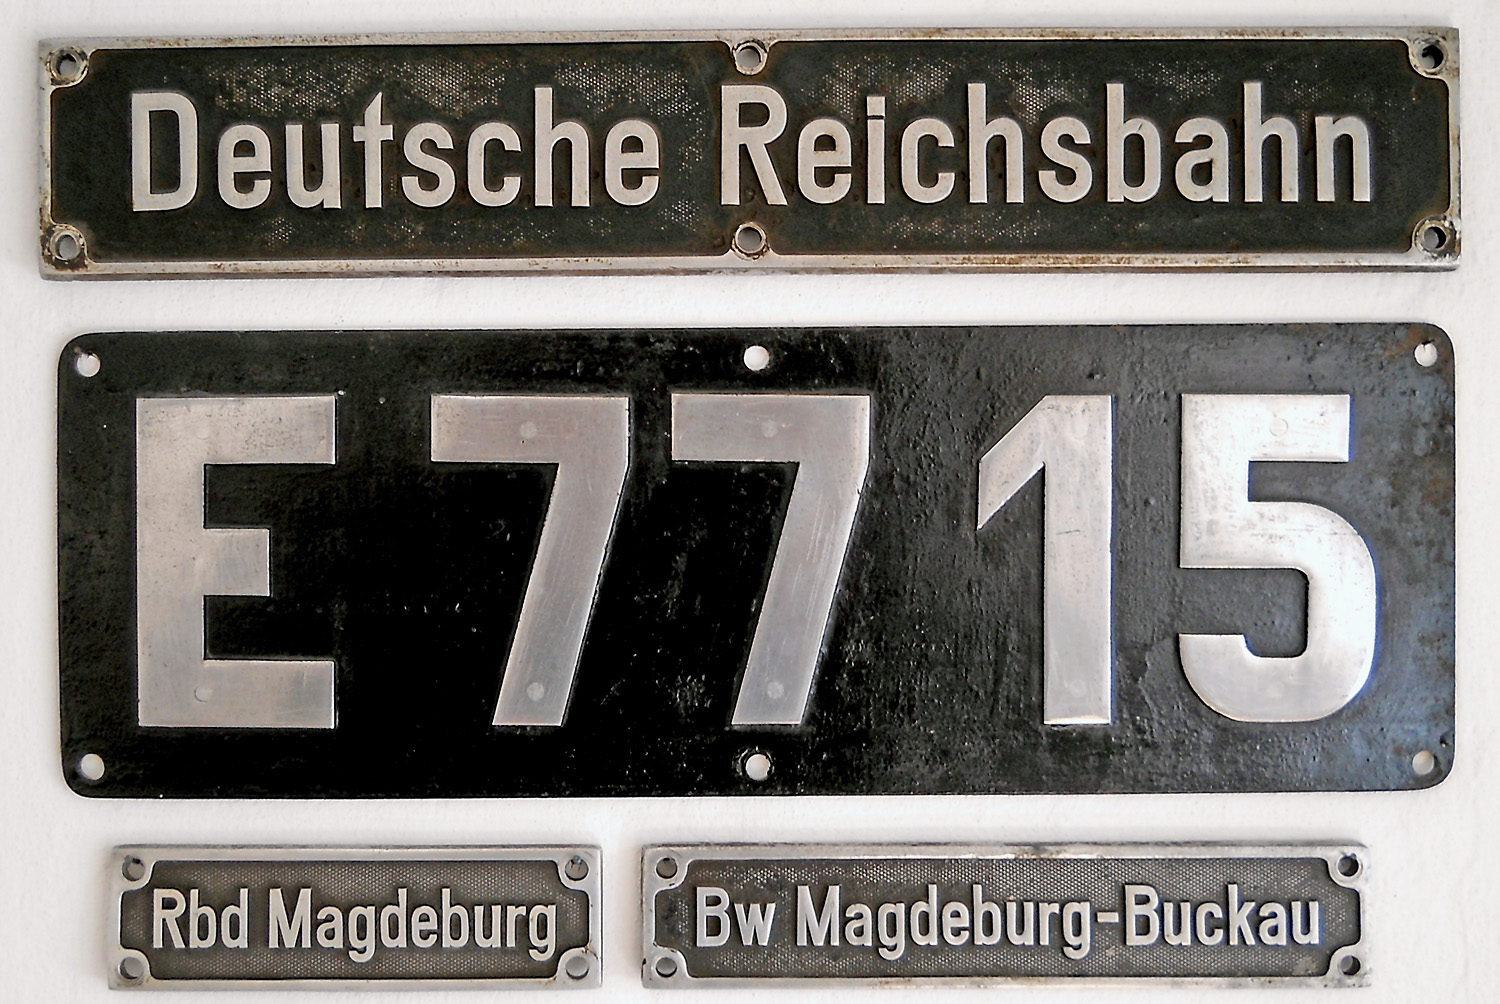 Deutsche Reichsbahn
E 77 15
Rbd Magdeburg
Bw Magdeburg-Buckau